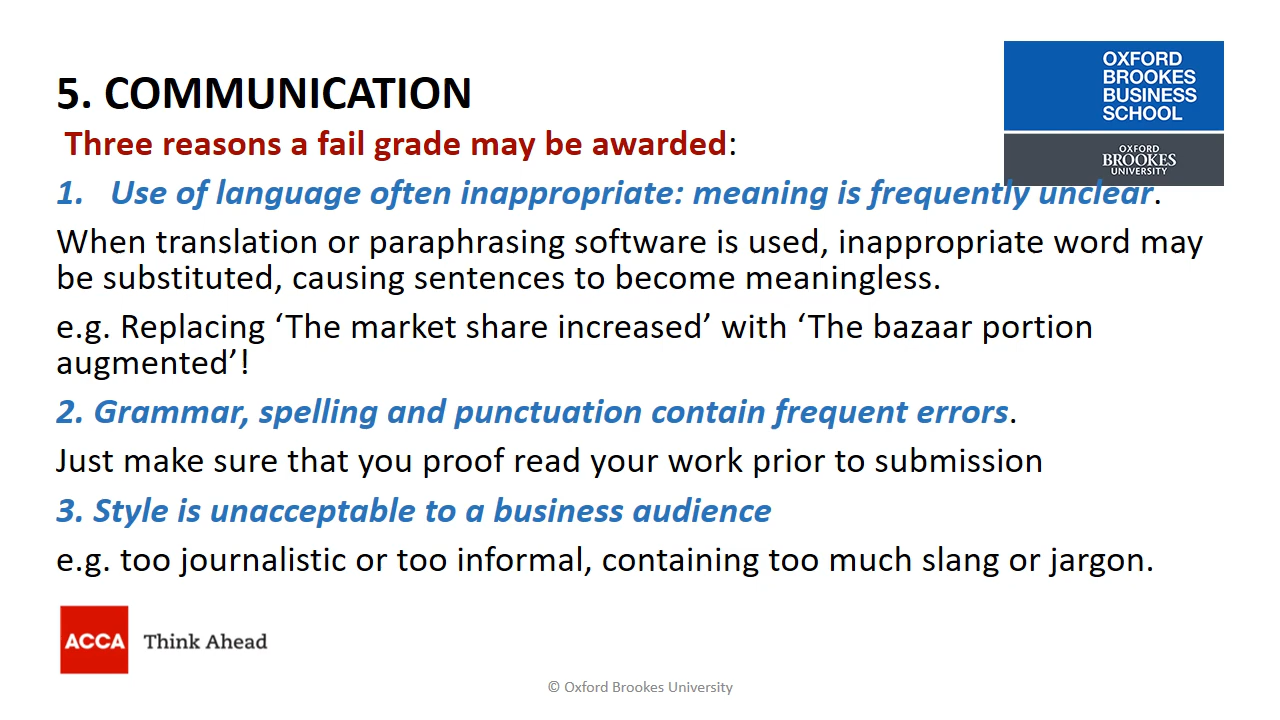 5. COMMUNICATION
OXFORD
BROOKES
BUSINESS
SCHOOL
OXFORD
BROOKES
UNIVERSITY
Three reasons a fail grade may be awarded:
1. Use of language often inappropriate: meaning is frequently unclear.
When translation or paraphrasing software is used, inappropriate word may
be substituted, causing sentences to become meaningless.
e.g. Replacing ‘The market share increased’ with ‘The bazaar portion
augmented’!
2. Grammar, spelling and punctuation contain frequent errors.
Just make sure that you proof read your work prior to submission
3. Style is unacceptable to a business audience
e.g. too journalistic or too informal, containing too much slang or jargon.
ACCA Think Ahead
© Oxford Brookes University